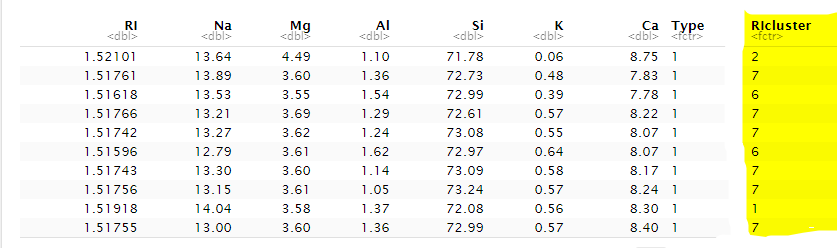 RI Na Mg Al Si K Ca Type RIcluster
<dbl> <dbl> <dbl> <dbl> <dbl> <dbl> <dbl> <fctr> <fctr>
1.52101 13.64 4.49 1.10 71.78 0.06 8.75 1 2
1.51761 13.89 3.60 1.36 72.73 0.48 7.83 1 7
1.51618 13.53 3.55 1.54 72.99 0.39 7.78 1 6
1.51766 13.21 3.69 1.29 72.61 0.57 8.22 1 7
1.51742 13.27 3.62 1.24 73.08 0.55 8.07 1 7
1.51596 12.79 3.61 1.62 72.97 0.64 8.07 1 6
1.51743 13.30 3.60 1.14 73.09 0.58 8.17 1 7
1.51756 13.15 3.61 1.05 73.24 0.57 8.24 1 7
1.51918 14.04 3.58 1.37 72.08 0.56 8.30 1 1
1.51755 13.00 3.60 1.36 72.99 0.57 8.40 1 7